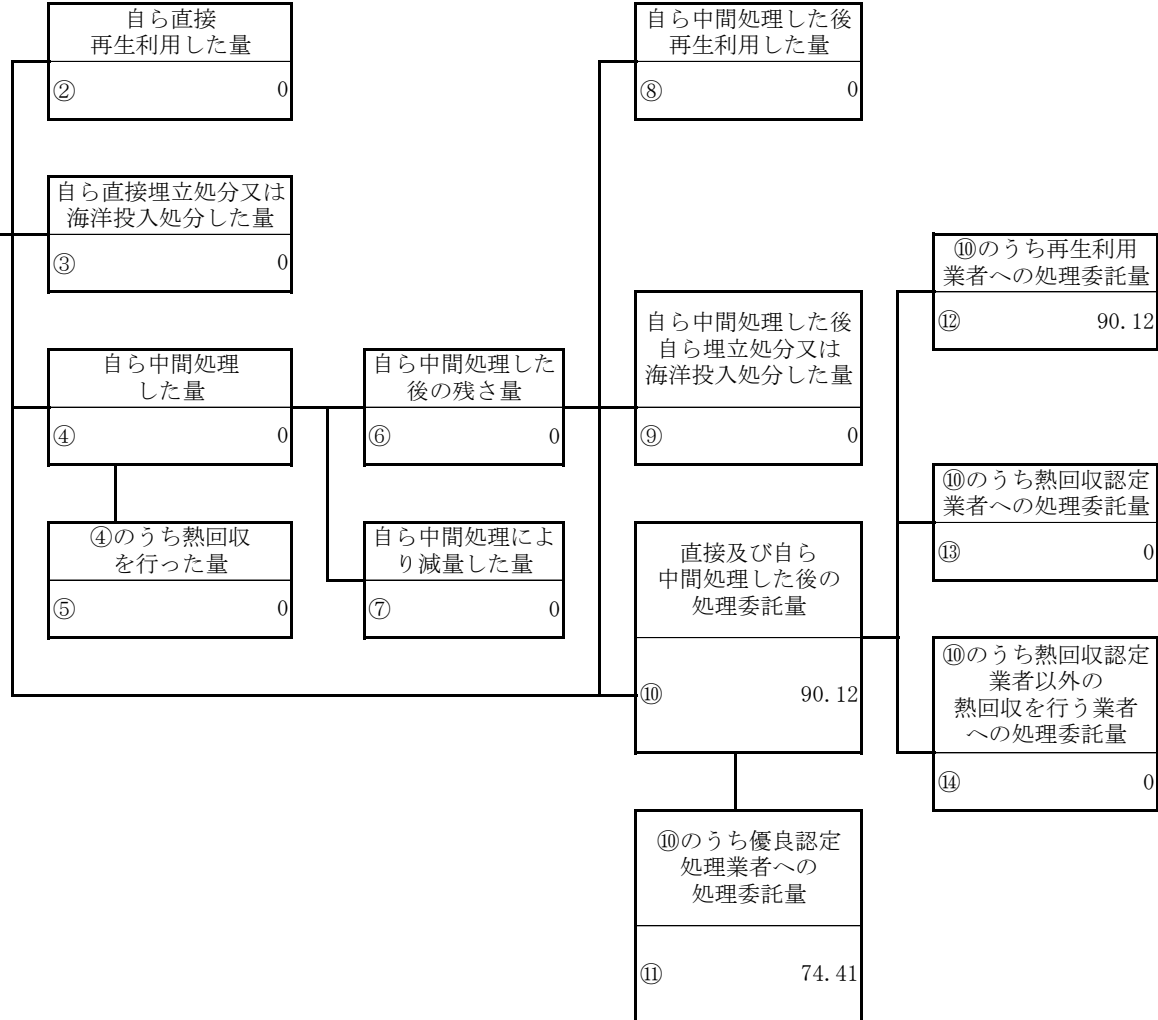 自ら直接
再生利用した量
② 0
自ら中間処理した後
再生利用した量
⑧ 0
自ら直接埋立処分又は
海洋投入処分した量
③ 0
⑩のうち再生利用
業者への処理委託量
⑫ 90.12
自ら中間処理
した量
④ 0
自ら中間処理した
後の残さ量
⑥ 0
自ら中間処理した後
自ら埋立処分又は
海洋投入処分した量
⑨ 0
⑩のうち熱回収認定
業者への処理委託量
⑬ 0
④のうち熱回収
を行った量
⑤ 0
自ら中間処理によ
り減量した量
⑦ 0
直接及び自ら
中間処理した後の
処理委託量
⑩ 90.12
⑩のうち熱回収認定
業者以外の
熱回収を行う業者
への処理委託量
⑭ 0
⑩のうち優良認定
処理業者への
処理委託量
⑪ 74.41